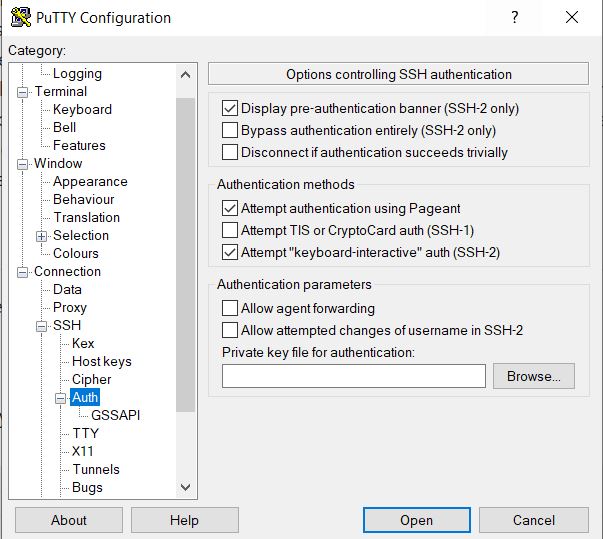 PuTTY Configuration
?
Category:
Logging
Terminal
Keyboard
Bell
Features
Window
Appearance
Behaviour
Translation
Selection
Colours
Connection
Data
Proxy
SSH
Kex
Host keys
Cipher
Auth
GSSAPI
TTY
X11
Tunnels
Bugs
Options controlling SSH authentication
Display pre-authentication banner (SSH-2 only)
Bypass authentication entirely (SSH-2 only)
Disconnect if authentication succeeds trivially
Authentication methods
Attempt authentication using Pageant
Attempt TIS or CryptoCard auth (SSH-1)
Attempt "keyboard-interactive" auth (SSH-2)
Authentication parameters
Allow agent forwarding
Allow attempted changes of username in SSH-2
Private key file for authentication:
Browse...
About
Help
Open
Cancel